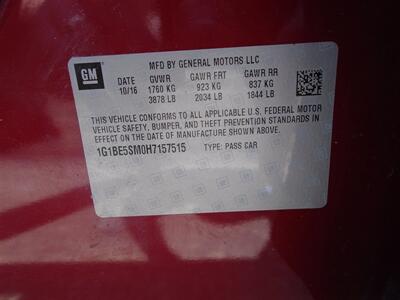 MFD BY GENERAL MOTORS LLC
GM
DATE GVWR GAWR FRT GAWR RR
10/16 1760 KG 923 KG 837 KG
3878 LB 2034 LB 1844 LB
THIS VEHICLE CONFORMS TO ALL APPLICABLE U.S. FEDERAL MOTOR
VEHICLE SAFETY, BUMPER, AND THEFT PREVENTION STANDARDS IN
EFFECT ON THE DATE OF MANUFACTURE SHOWN ABOVE.
1G1BE5SM0H7157515 TYPE: PASS CAR